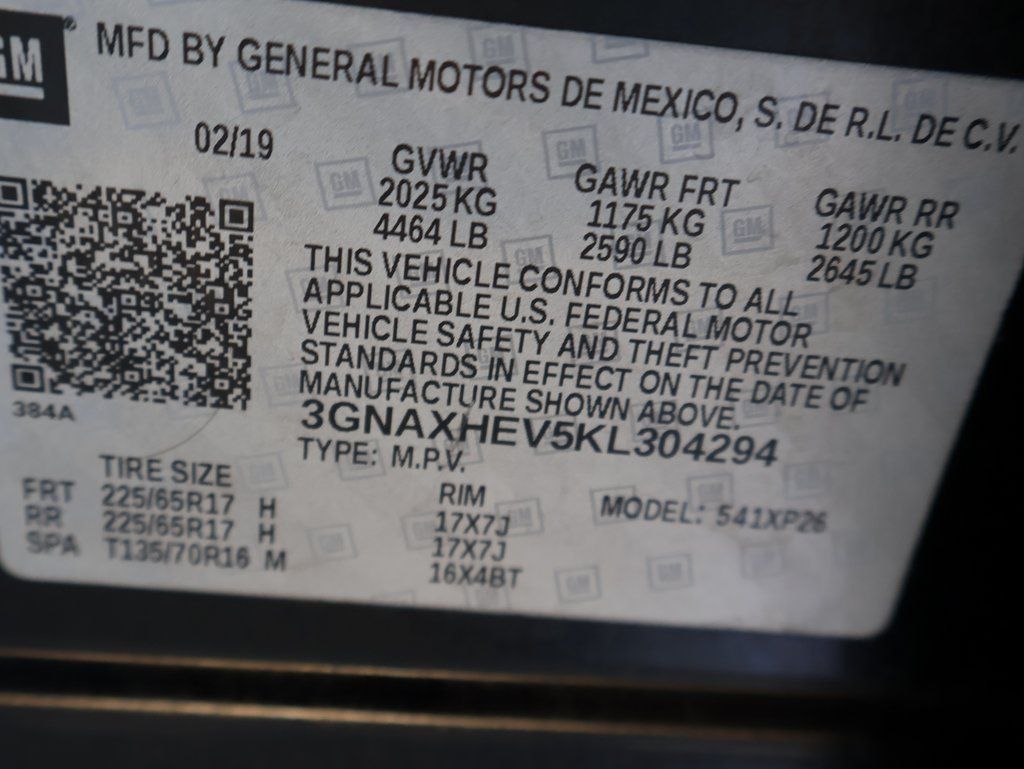 GM
MFD BY GENERAL MOTORS DE MEXICO, S. DE R.L. DE C.V.
02/19
GVWR GAWR FRT GAWR RR
2025 KG 1175 KG 1200 KG
4464 LB 2590 LB 2645 LB
THIS VEHICLE CONFORMS TO ALL
APPLICABLE U.S. FEDERAL MOTOR
VEHICLE SAFETY AND THEFT PREVENTION
STANDARDS IN EFFECT ON THE DATE OF
MANUFACTURE SHOWN ABOVE.
384A
3GNAXHEV5KL304294
TYPE: M.P.V.
TIRE SIZE RIM MODEL: 541XP26
FRT 225/65R17 H 17X7J
RR 225/65R17 H 17X7J
SPA T135/70R16 M 16X4BT